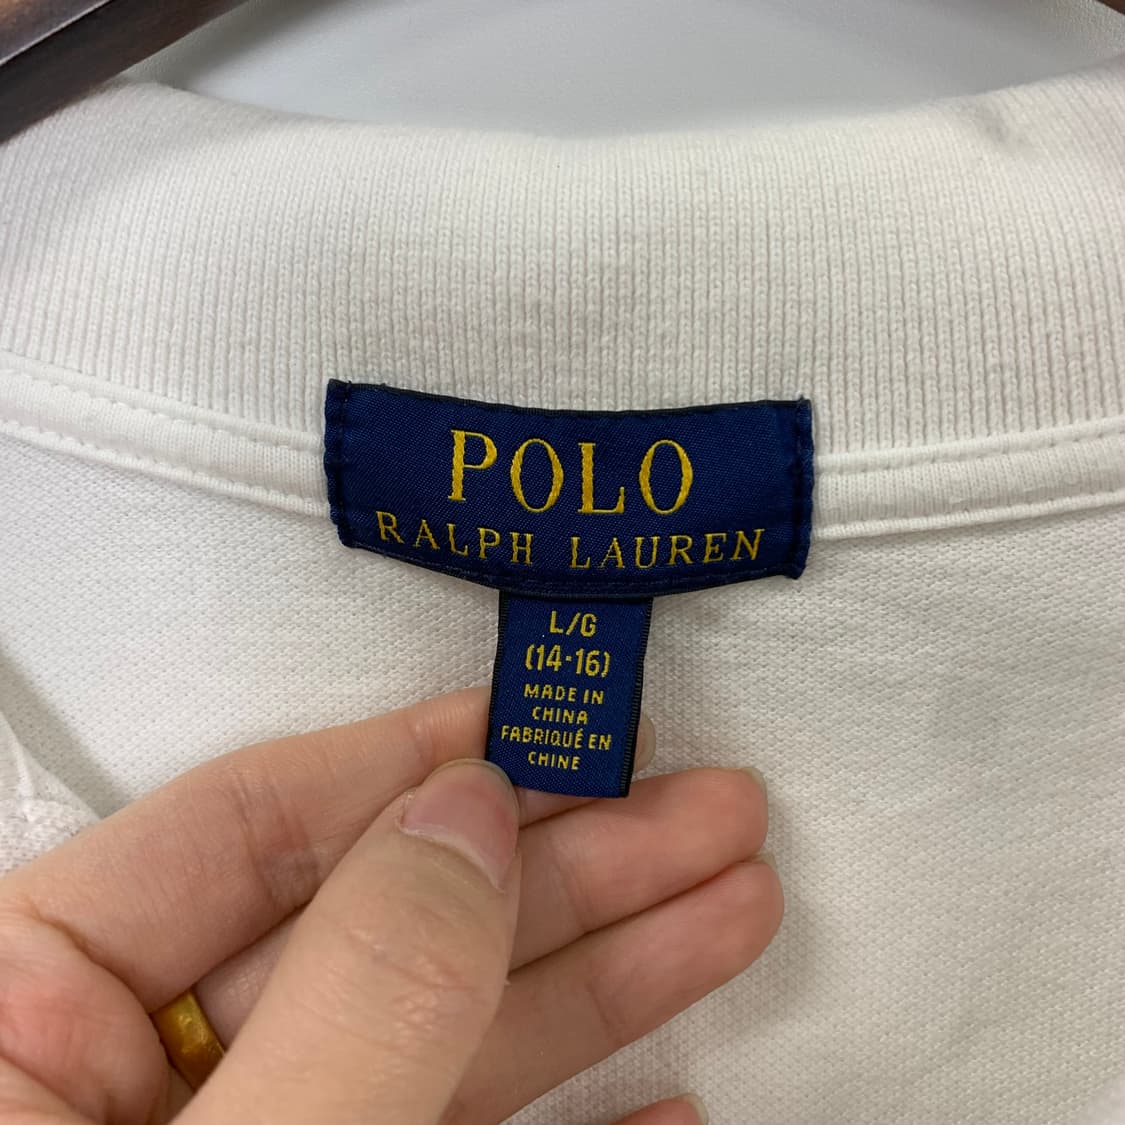 POLO
RALPH LAUREN
L/G
(14-16)
MADE IN
CHINA
FABRIQUÉ EN
CHINE